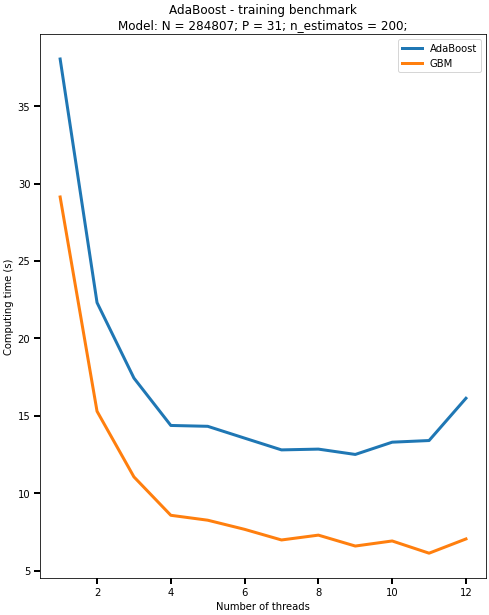 AdaBoost - training benchmark
Model: N = 284807; P = 31; n_estimatos = 200;
AdaBoost
GBM
Computing time (s)
35
30
25
20
15
10
5
2 4 6 8 10 12
Number of threads